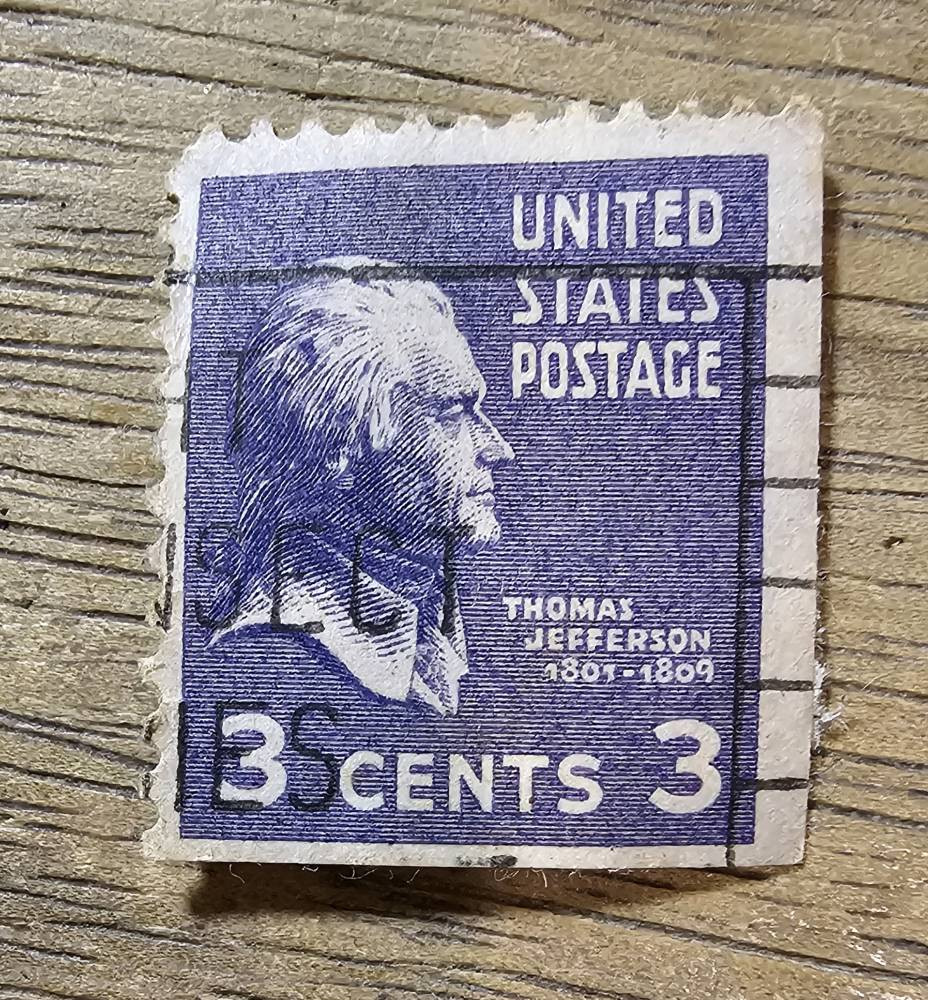 UNITED
STATES
POSTAGE
THOMAS
JEFFERSON
1801-1809
3 CENTS 3